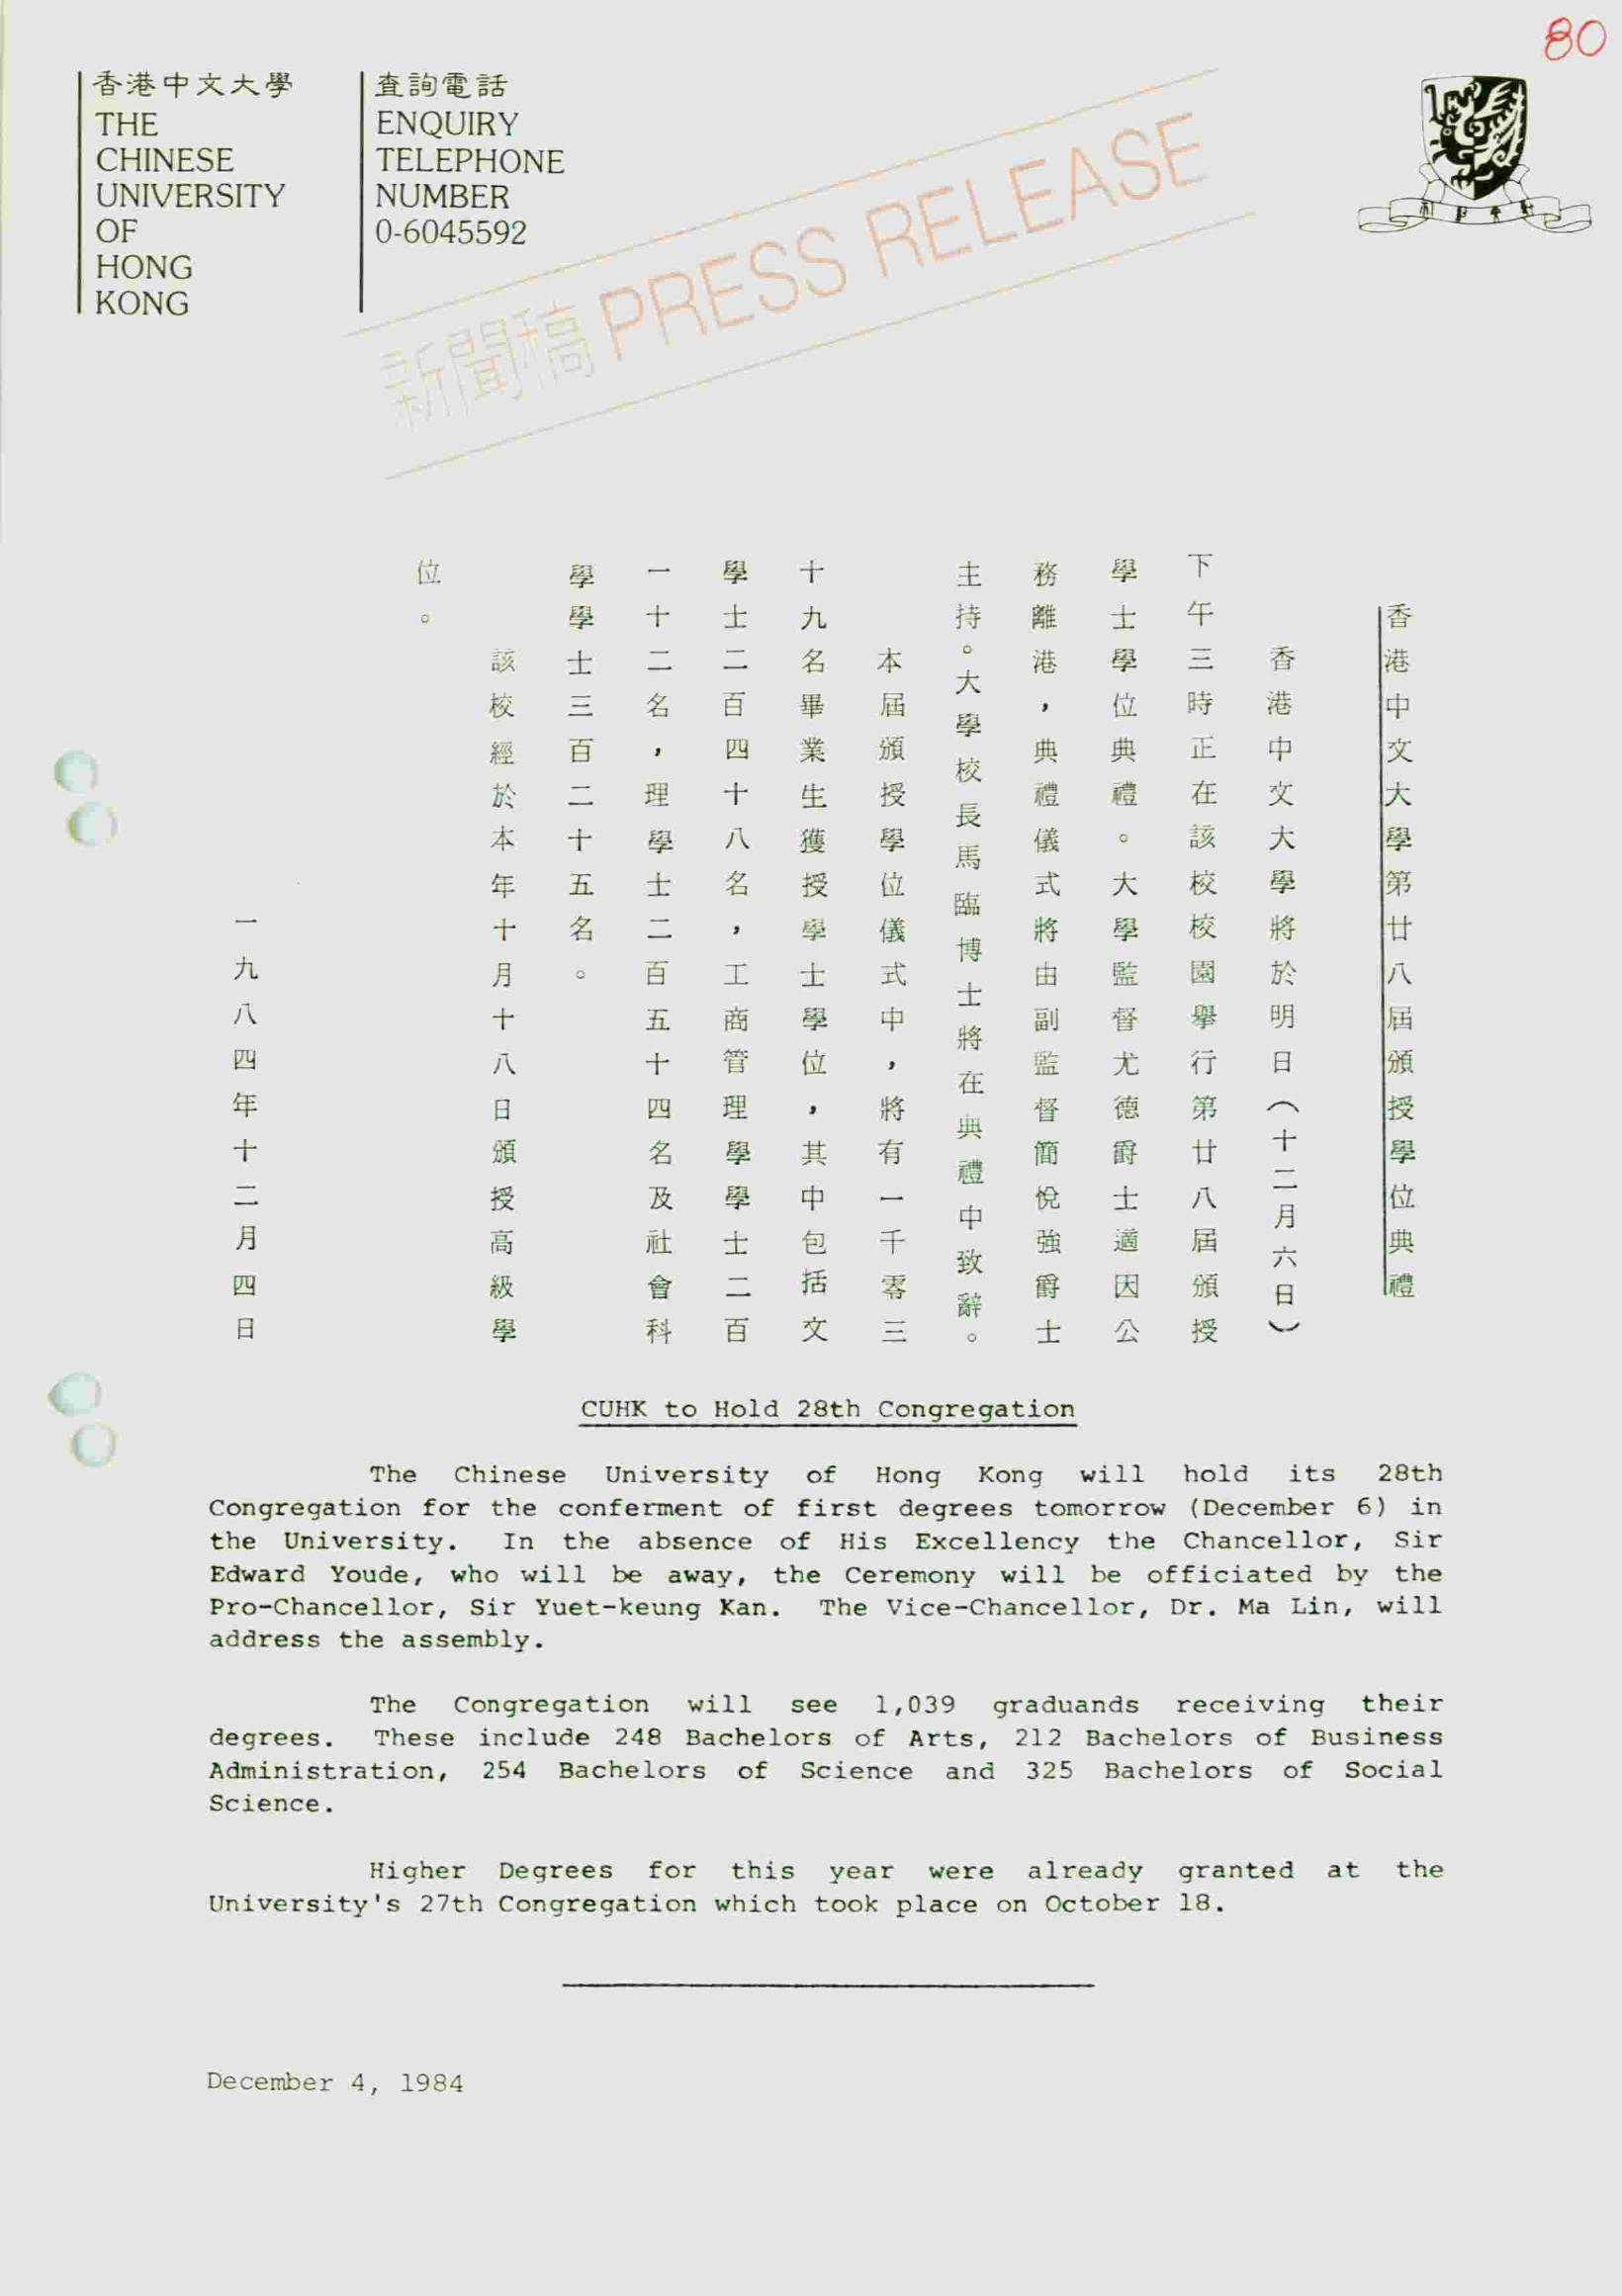 80
香港中文大學
THE
CHINESE
UNIVERSITY
OF
HONG
KONG
查詢電話
ENQUIRY
TELEPHONE
NUMBER
0-6045592
新聞稿 PRESS RELEASE
香港中文大學第廿八屆頒授學位典禮
香港中文大學將於明日（十二月六日）
下午三時正在該校校園舉行第廿八屆頒授
學士學位典禮。大學監督尤德爵士適因公
務離港，典禮儀式將由副監督簡悅強爵士
主持。大學校長馬臨博士將在典禮中致辭。
本屆頒授學位儀式中，將有一千零三
十九名畢業生獲授學士學位，其中包括文
學士二百四十八名，工商管理學學士二百
一十二名，理學士二百五十四名及社會科
學學士三百二十五名。
該校經於本年十月十八日頒授高級學
位。
一九八四年十二月四日
CUHK to Hold 28th Congregation
The Chinese University of Hong Kong will hold its 28th
Congregation for the conferment of first degrees tomorrow (December 6) in
the University. In the absence of His Excellency the Chancellor, Sir
Edward Youde, who will be away, the Ceremony will be officiated by the
Pro-Chancellor, Sir Yuet-keung Kan. The Vice-Chancellor, Dr. Ma Lin, will
address the assembly.
The Congregation will see 1,039 graduands receiving their
degrees. These include 248 Bachelors of Arts, 212 Bachelors of Business
Administration, 254 Bachelors of Science and 325 Bachelors of Social
Science.
Higher Degrees for this year were already granted at the
University's 27th Congregation which took place on October 18.
December 4, 1984